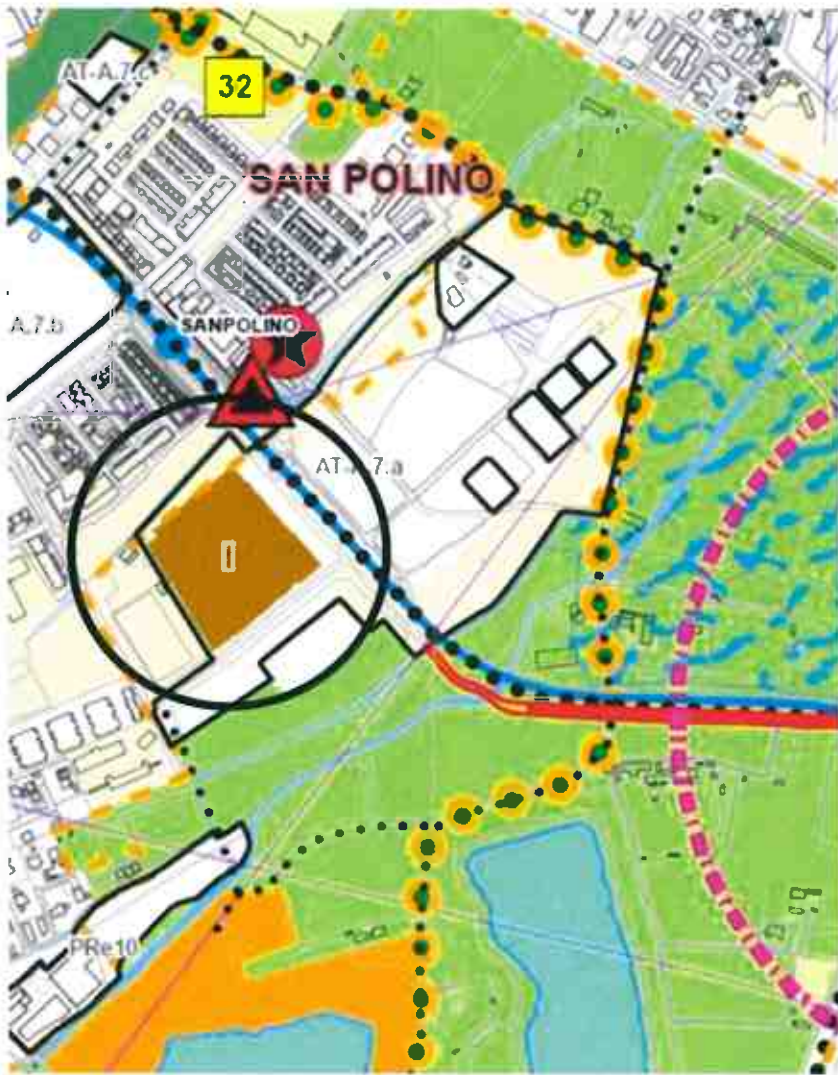 AT-A.7.c
32
SAN POLINO
A.7.b
SANPOLINO
AT- 7.a
PRe10